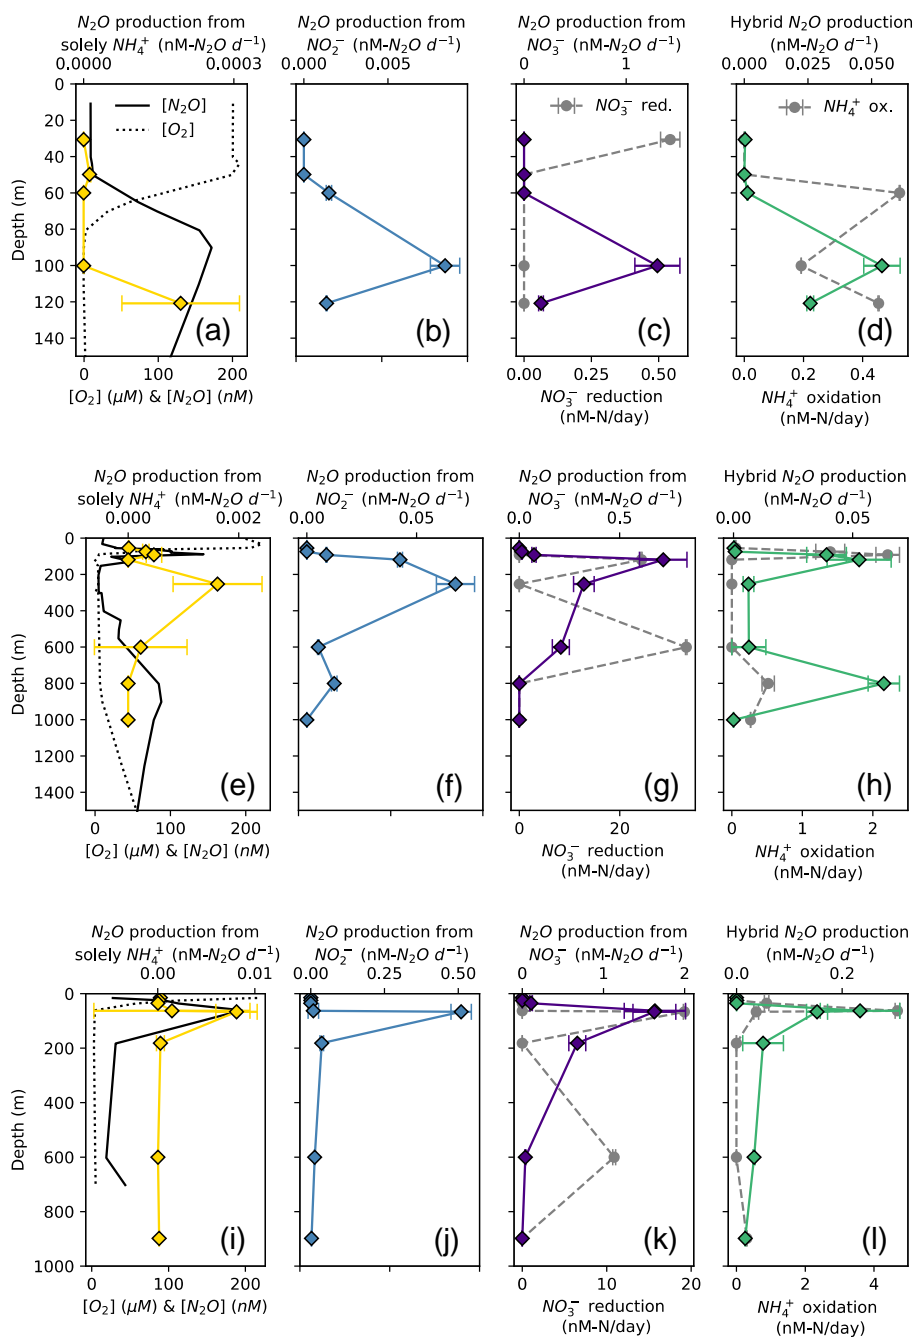 N₂O production from
solely NH₄⁺ (nM-N₂O d⁻¹)
0.0000 0.0003
N₂O production from
NO₂⁻ (nM-N₂O d⁻¹)
0.000 0.005
N₂O production from
NO₃⁻ (nM-N₂O d⁻¹)
0 1
Hybrid N₂O production
(nM-N₂O d⁻¹)
0.000 0.025 0.050
[N₂O]
[O₂]
NO₃⁻ red.
NH₄⁺ ox.
Depth (m)
0
20
40
60
80
100
120
140
(a)
(b)
(c)
(d)
0 100 200
[O₂] (μM) & [N₂O] (nM)
0.00 0.25 0.50
NO₃⁻ reduction
(nM-N/day)
0.0 0.2 0.4
NH₄⁺ oxidation
(nM-N/day)
N₂O production from
solely NH₄⁺ (nM-N₂O d⁻¹)
0.000 0.002
N₂O production from
NO₂⁻ (nM-N₂O d⁻¹)
0.00 0.05
N₂O production from
NO₃⁻ (nM-N₂O d⁻¹)
0.0 0.5
Hybrid N₂O production
(nM-N₂O d⁻¹)
0.00 0.05
Depth (m)
0
200
400
600
800
1000
1200
1400
(e)
(f)
(g)
(h)
0 100 200
[O₂] (μM) & [N₂O] (nM)
0 20
NO₃⁻ reduction
(nM-N/day)
0 1 2
NH₄⁺ oxidation
(nM-N/day)
N₂O production from
solely NH₄⁺ (nM-N₂O d⁻¹)
0.00 0.01
N₂O production from
NO₂⁻ (nM-N₂O d⁻¹)
0.00 0.25 0.50
N₂O production from
NO₃⁻ (nM-N₂O d⁻¹)
0 1 2
Hybrid N₂O production
(nM-N₂O d⁻¹)
0.0 0.2
Depth (m)
0
200
400
600
800
1000
(i)
(j)
(k)
(l)
0 100 200
[O₂] (μM) & [N₂O] (nM)
0 10 20
NO₃⁻ reduction
(nM-N/day)
0 2 4
NH₄⁺ oxidation
(nM-N/day)